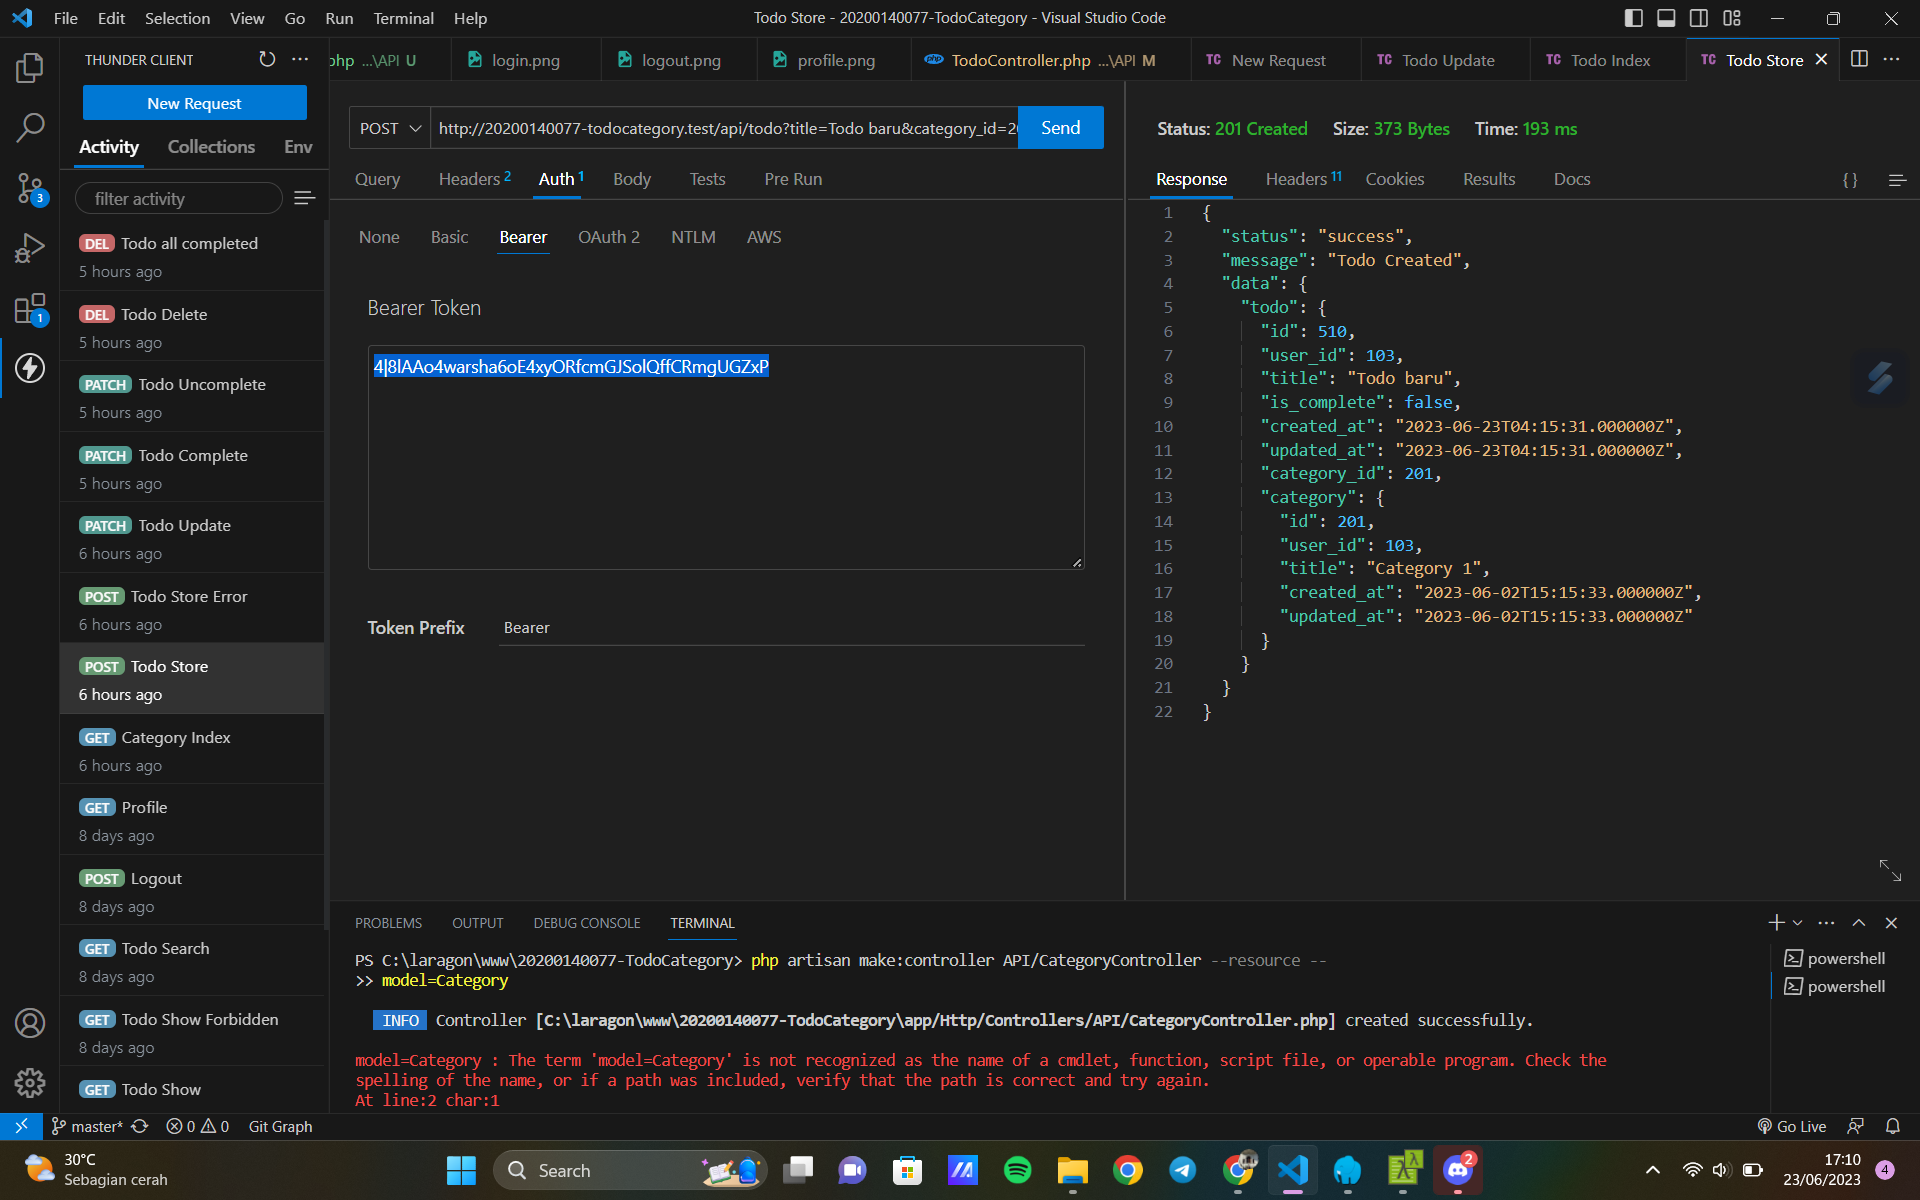 File Edit Selection View Go Run Terminal Help
Todo Store - 20200140077-TodoCategory - Visual Studio Code
THUNDER CLIENT
New Request
Activity Collections Env
filter activity
DEL Todo all completed
5 hours ago
DEL Todo Delete
5 hours ago
PATCH Todo Uncomplete
5 hours ago
PATCH Todo Complete
5 hours ago
PATCH Todo Update
6 hours ago
POST Todo Store Error
6 hours ago
POST Todo Store
6 hours ago
GET Category Index
6 hours ago
GET Profile
8 days ago
POST Logout
8 days ago
GET Todo Search
8 days ago
GET Todo Show Forbidden
8 days ago
GET Todo Show
3
1
php ...\API U
login.png
logout.png
profile.png
php TodoController.php ...\API M
TC New Request
TC Todo Update
TC Todo Index
TC Todo Store
POST http://20200140077-todocategory.test/api/todo?title=Todo baru&category_id=2 Send
Query Headers 2 Auth 1 Body Tests Pre Run
None Basic Bearer OAuth 2 NTLM AWS
Bearer Token
4|8lAAo4warsha6oE4xyORfcmGJSolQffCRmgUGZxP
Token Prefix Bearer
Status: 201 Created Size: 373 Bytes Time: 193 ms
Response Headers 11 Cookies Results Docs { }
1 {
2 "status": "success",
3 "message": "Todo Created",
4 "data": {
5 "todo": {
6 "id": 510,
7 "user_id": 103,
8 "title": "Todo baru",
9 "is_complete": false,
10 "created_at": "2023-06-23T04:15:31.000000Z",
11 "updated_at": "2023-06-23T04:15:31.000000Z",
12 "category_id": 201,
13 "category": {
14 "id": 201,
15 "user_id": 103,
16 "title": "Category 1",
17 "created_at": "2023-06-02T15:15:33.000000Z",
18 "updated_at": "2023-06-02T15:15:33.000000Z"
19 }
20 }
21 }
22 }
PROBLEMS OUTPUT DEBUG CONSOLE TERMINAL
PS C:\laragon\www\20200140077-TodoCategory> php artisan make:controller API/CategoryController --resource --
>> model=Category
INFO Controller [C:\laragon\www\20200140077-TodoCategory\app/Http/Controllers/API/CategoryController.php] created successfully.
model=Category : The term 'model=Category' is not recognized as the name of a cmdlet, function, script file, or operable program. Check the
spelling of the name, or if a path was included, verify that the path is correct and try again.
At line:2 char:1
powershell
powershell
master* 0 0 Git Graph
Go Live
30°C
Sebagian cerah
Search
2
17:10
23/06/2023
4